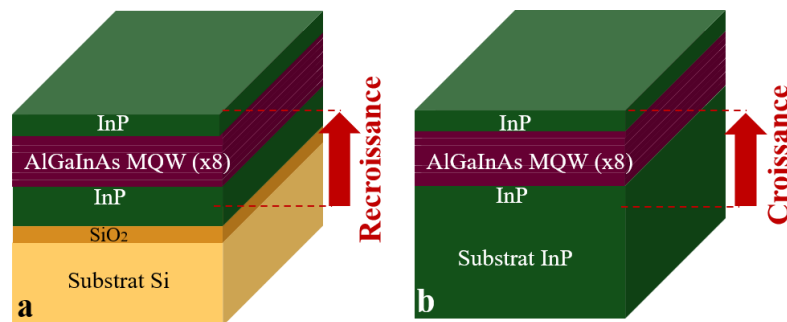 InP
AlGaInAs MQW (x8)
InP
SiO₂
Substrat Si
a
Recroissance
InP
AlGaInAs MQW (x8)
InP
Substrat InP
b
Croissance